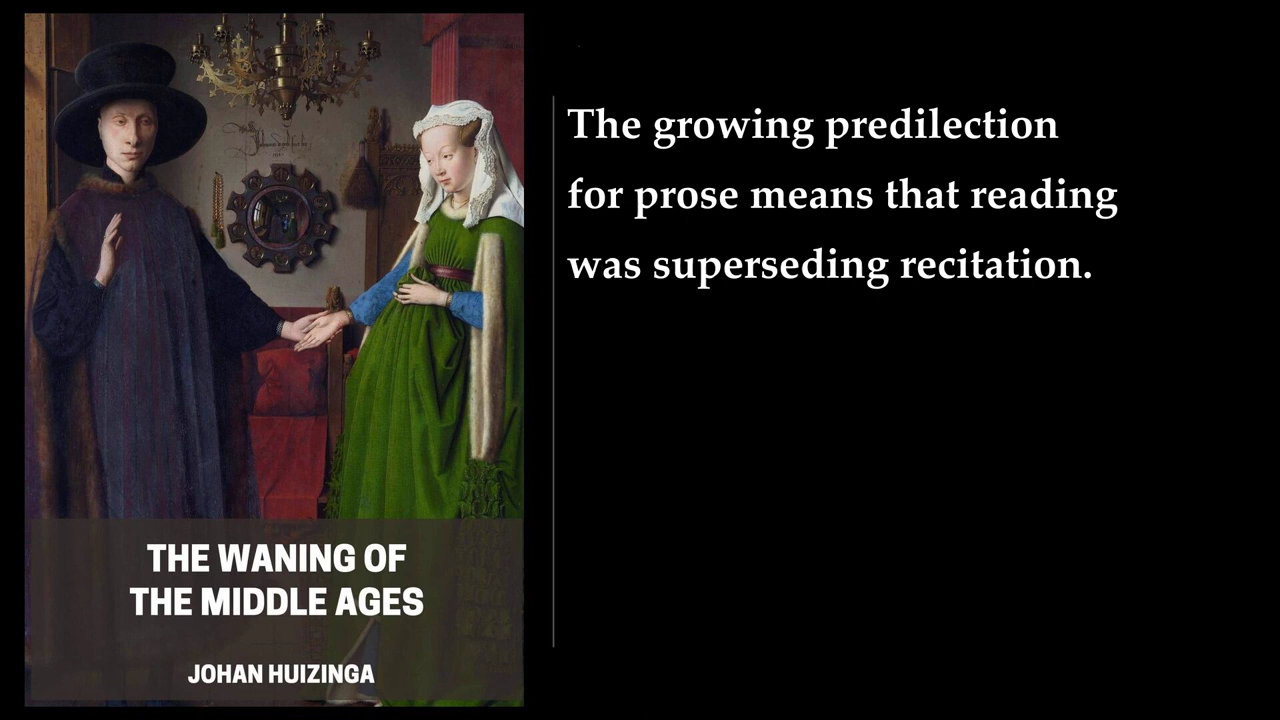 THE WANING OF
THE MIDDLE AGES
JOHAN HUIZINGA
The growing predilection
for prose means that reading
was superseding recitation.